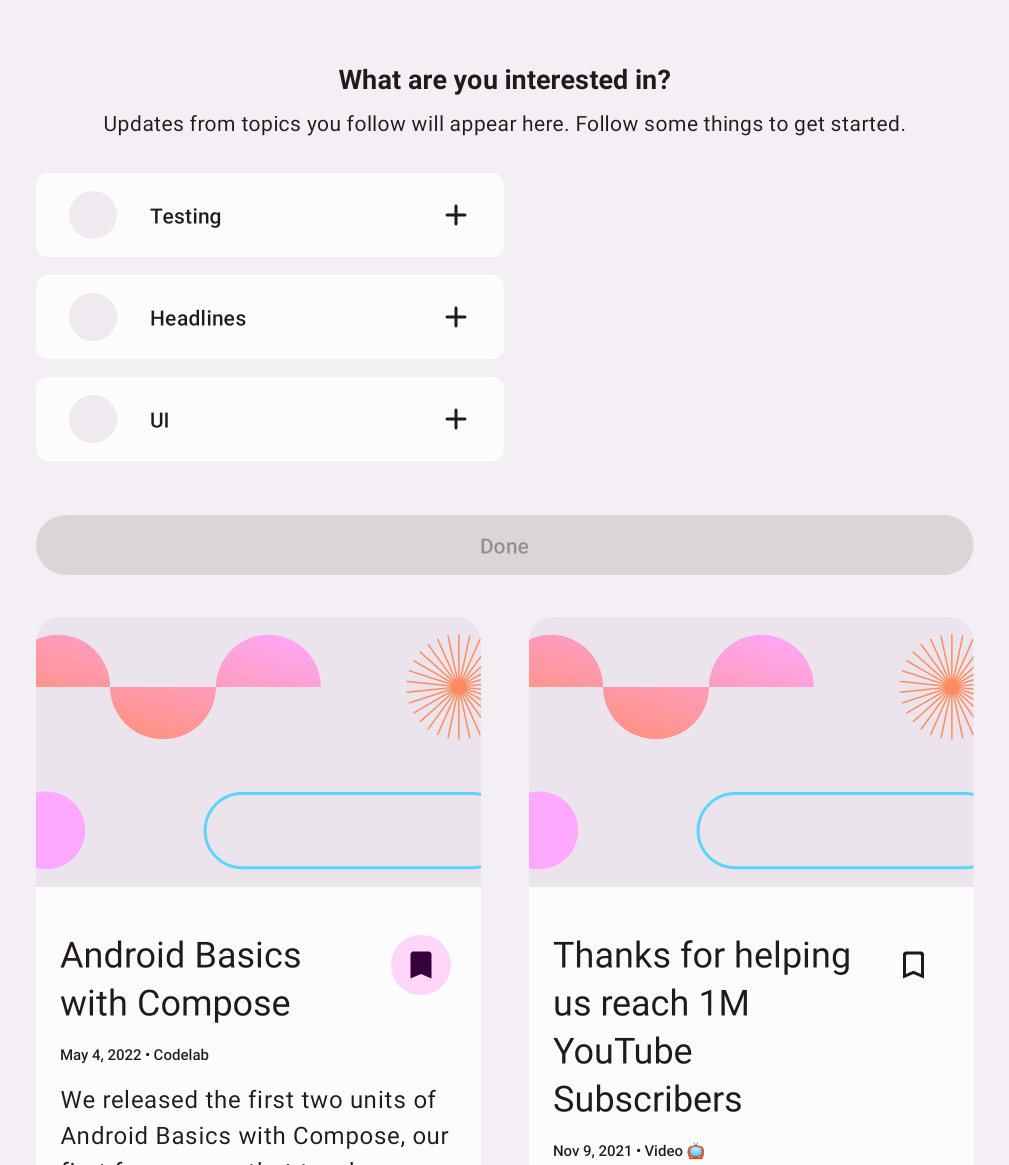 What are you interested in?
Updates from topics you follow will appear here. Follow some things to get started.
Testing
Headlines
UI
Done
Android Basics
with Compose
May 4, 2022 • Codelab
We released the first two units of
Android Basics with Compose, our
Thanks for helping
us reach 1M
YouTube
Subscribers
Nov 9, 2021 • Video 📺